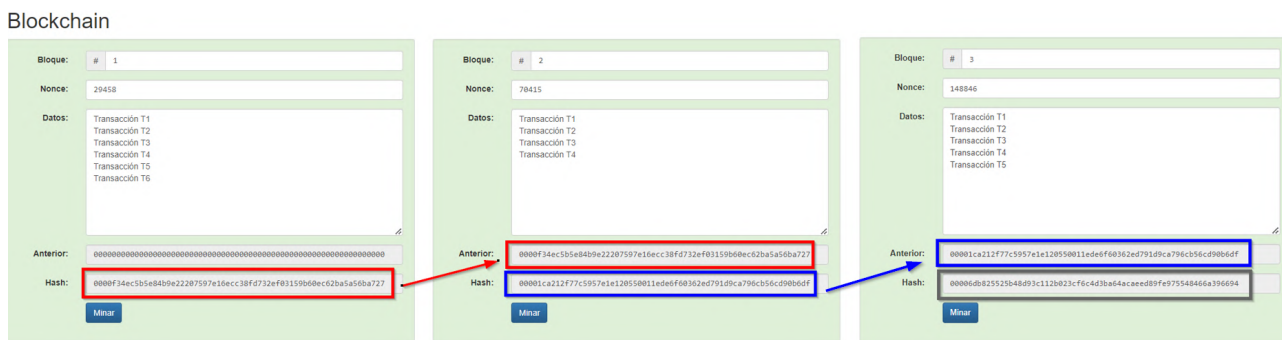 Blockchain
Bloque: # 1
Nonce: 29458
Datos: Transacción T1
Transacción T2
Transacción T3
Transacción T4
Transacción T5
Transacción T6
Anterior: 0000000000000000000000000000000000000000000000000000000000000000
Hash: 0000f34ec5b5e84b9e22207597e16ecc38fd732ef03159b60ec62ba5a56ba727
Minar
Bloque: # 2
Nonce: 70415
Datos: Transacción T1
Transacción T2
Transacción T3
Transacción T4
Anterior: 0000f34ec5b5e84b9e22207597e16ecc38fd732ef03159b60ec62ba5a56ba727
Hash: 00001ca212f77c5957e1e120550011ede6f60362ed791d9ca796cb56cd90b6df
Minar
Bloque: # 3
Nonce: 148846
Datos: Transacción T1
Transacción T2
Transacción T3
Transacción T4
Transacción T5
Anterior: 00001ca212f77c5957e1e120550011ede6f60362ed791d9ca796cb56cd90b6df
Hash: 00006db825525b48d93c112b023cf6c4d3ba64acaeed89fe975548466a396694
Minar